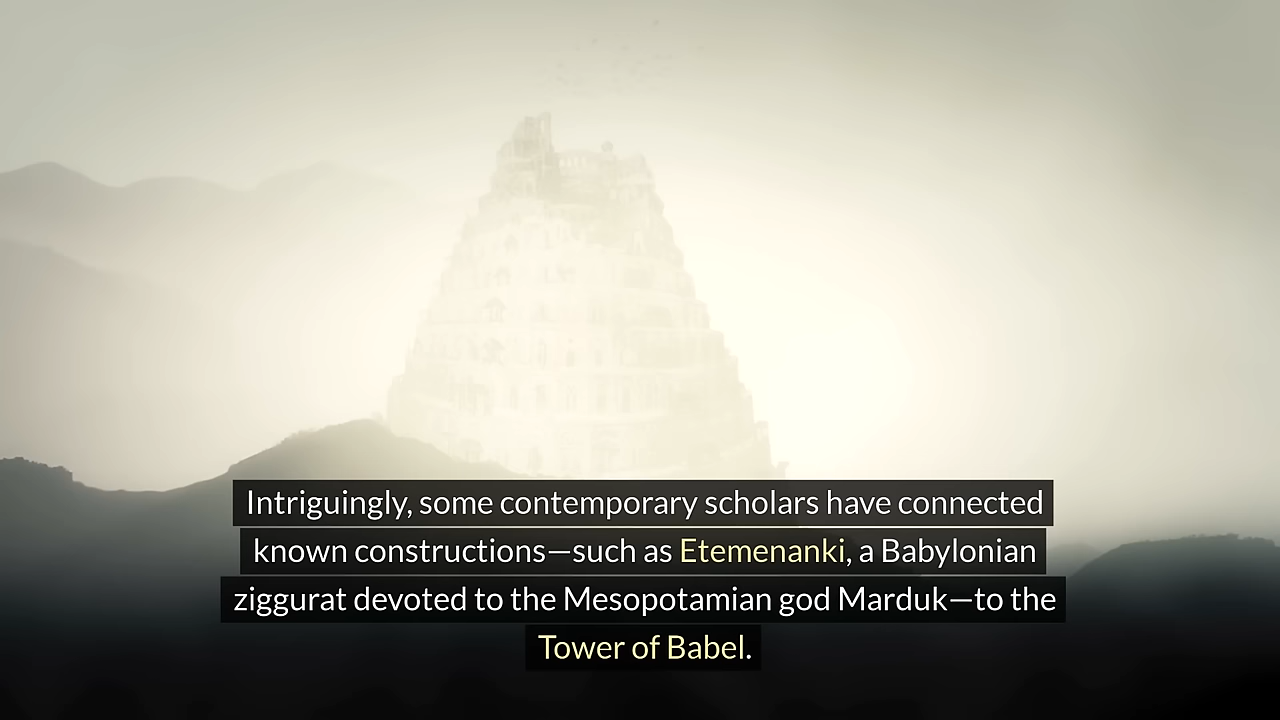 Intriguingly, some contemporary scholars have connected
known constructions—such as Etemenanki, a Babylonian
ziggurat devoted to the Mesopotamian god Marduk—to the
Tower of Babel.